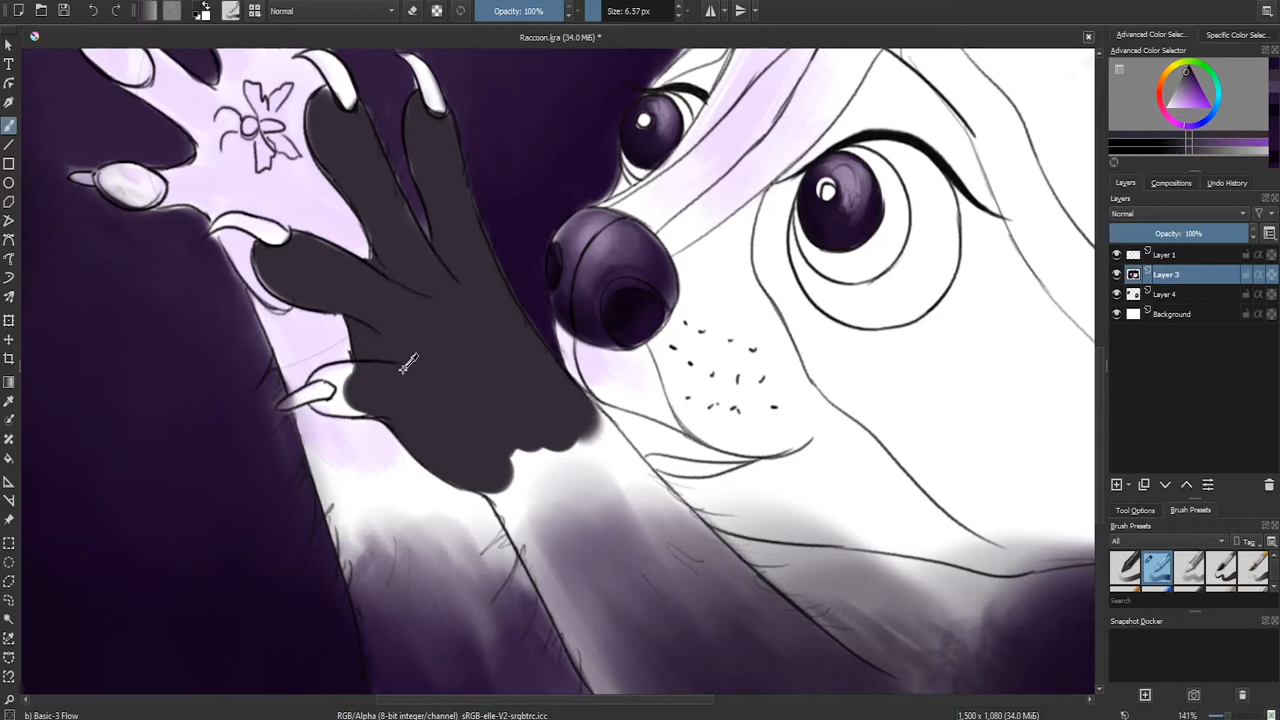 Normal
Opacity: 100%
Size: 6.57 px
Raccoon.kra (34.0 MiB) *
Advanced Color Selec...
Specific Color Selec...
Advanced Color Selector
Layers
Compositions
Undo History
Layers
Normal
Opacity: 100%
Layer 1
Layer 3
Layer 4
Background
Tool Options
Brush Presets
Brush Presets
All
Tag
Search
Snapshot Docker
b) Basic-3 Flow
RGB/Alpha (8-bit integer/channel) sRGB-elle-V2-srgbtrc.icc
1,500 x 1,080 (34.0 MiB)
141%